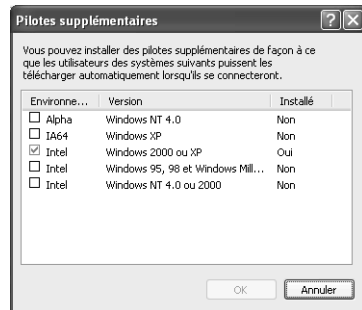 Pilotes supplémentaires
Vous pouvez installer des pilotes supplémentaires de façon à ce
que les utilisateurs des systèmes suivants puissent les
télécharger automatiquement lorsqu'ils se connecteront.
Environne... Version Installé
Alpha Windows NT 4.0 Non
IA64 Windows XP Non
Intel Windows 2000 ou XP Oui
Intel Windows 95, 98 et Windows Mill... Non
Intel Windows NT 4.0 ou 2000 Non
OK Annuler